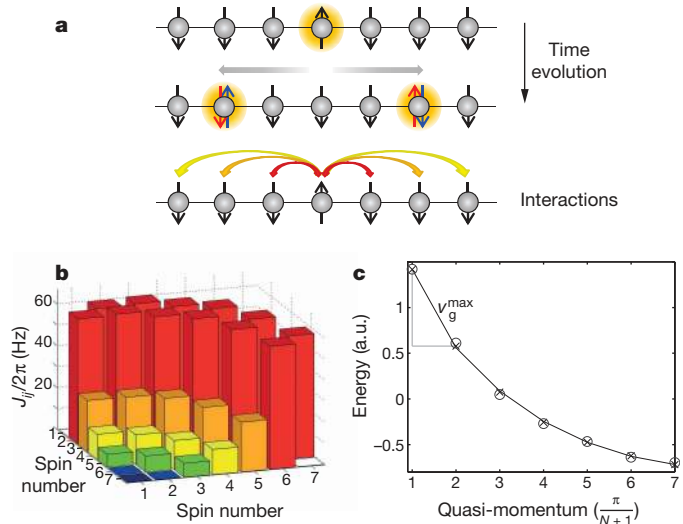 a
Time
evolution
Interactions
b
J_ij/2π (Hz)
60
40
20
1
2
3
4
5
6
7
Spin
number
1
2
3
4
5
6
7
Spin number
c
v_g^max
Energy (a.u.)
1
0.5
0
−0.5
1
2
3
4
5
6
7
Quasi-momentum (π/N + 1)